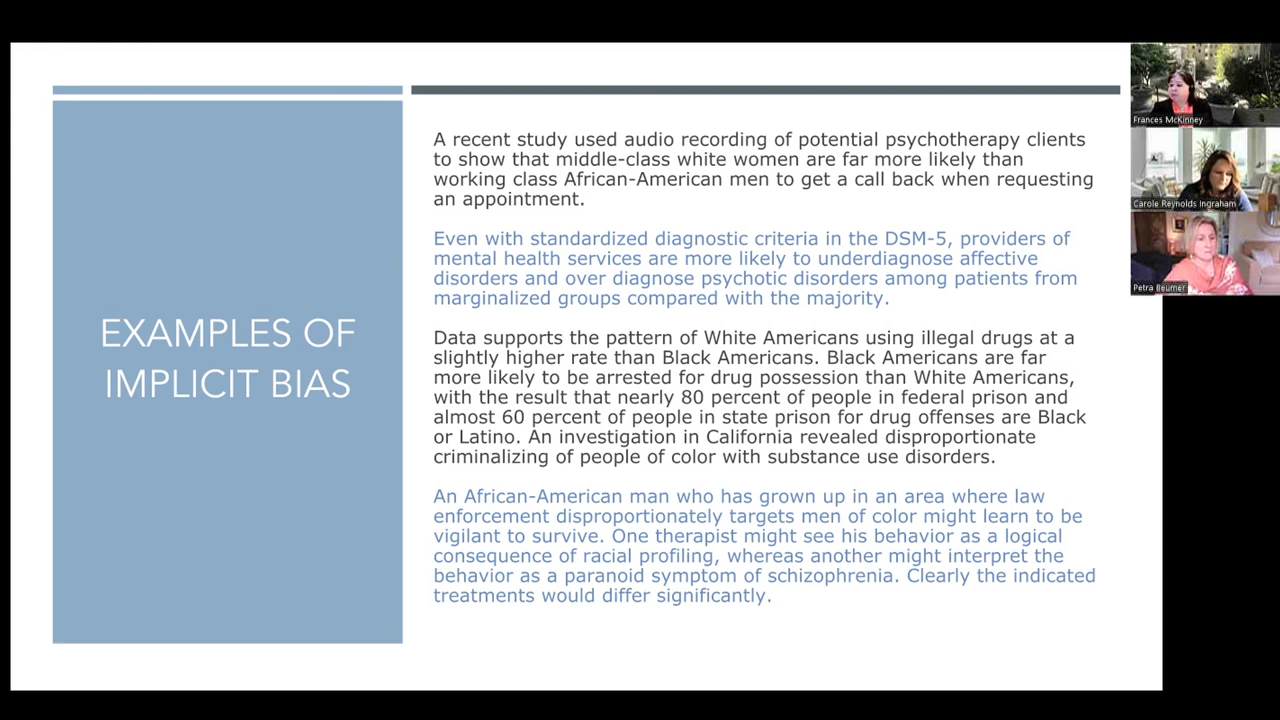 EXAMPLES OF
IMPLICIT BIAS
A recent study used audio recording of potential psychotherapy clients
to show that middle-class white women are far more likely than
working class African-American men to get a call back when requesting
an appointment.
Even with standardized diagnostic criteria in the DSM-5, providers of
mental health services are more likely to underdiagnose affective
disorders and over diagnose psychotic disorders among patients from
marginalized groups compared with the majority.
Data supports the pattern of White Americans using illegal drugs at a
slightly higher rate than Black Americans. Black Americans are far
more likely to be arrested for drug possession than White Americans,
with the result that nearly 80 percent of people in federal prison and
almost 60 percent of people in state prison for drug offenses are Black
or Latino. An investigation in California revealed disproportionate
criminalizing of people of color with substance use disorders.
An African-American man who has grown up in an area where law
enforcement disproportionately targets men of color might learn to be
vigilant to survive. One therapist might see his behavior as a logical
consequence of racial profiling, whereas another might interpret the
behavior as a paranoid symptom of schizophrenia. Clearly the indicated
treatments would differ significantly.
Frances McKinney
Carole Reynolds Ingraham
Petra Beumer